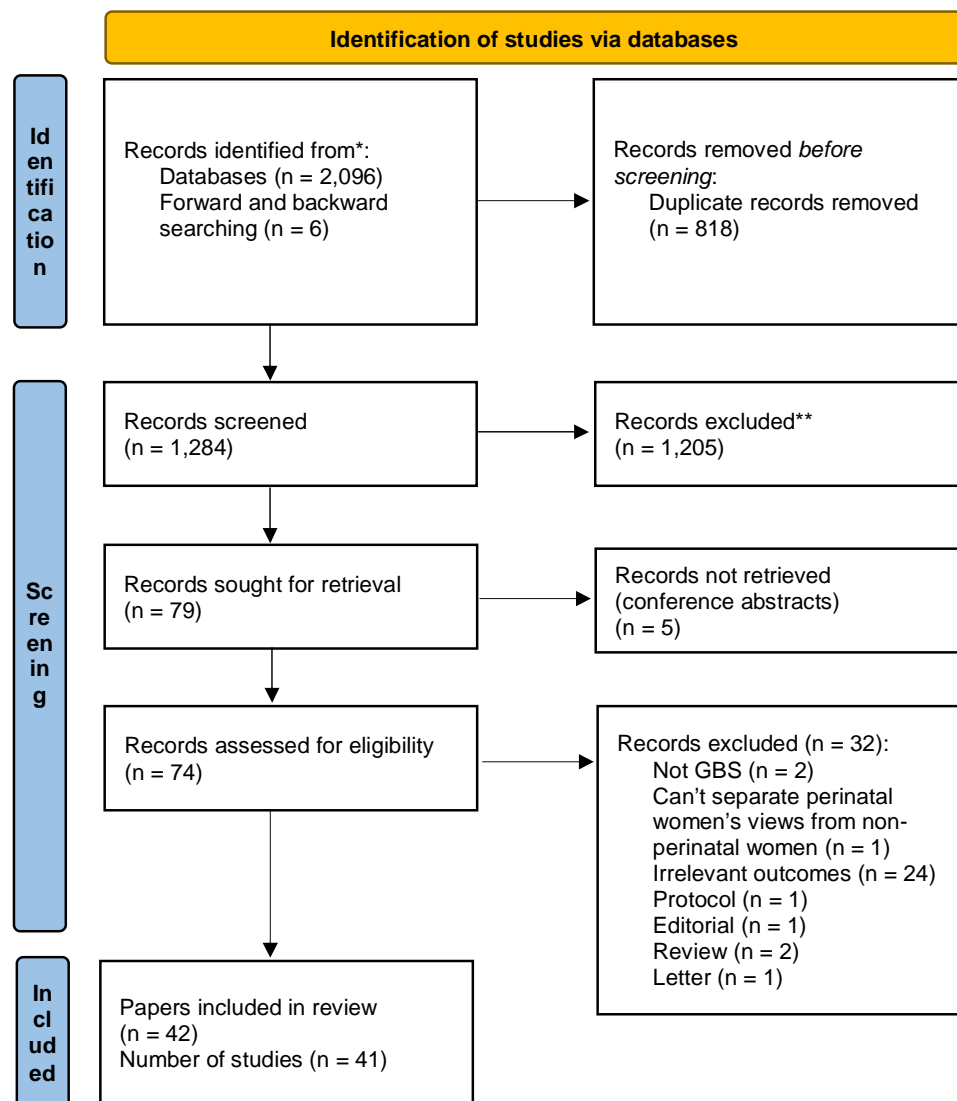 Identification of studies via databases
Id
en
tifi
ca
tio
n
Records identified from*:
Databases (n = 2,096)
Forward and backward
searching (n = 6)
Records removed before
screening:
Duplicate records removed
(n = 818)
Sc
re
en
in
g
Records screened
(n = 1,284)
Records excluded**
(n = 1,205)
Records sought for retrieval
(n = 79)
Records not retrieved
(conference abstracts)
(n = 5)
Records assessed for eligibility
(n = 74)
Records excluded (n = 32):
Not GBS (n = 2)
Can’t separate perinatal
women’s views from non-
perinatal women (n = 1)
Irrelevant outcomes (n = 24)
Protocol (n = 1)
Editorial (n = 1)
Review (n = 2)
Letter (n = 1)
In
cl
ud
ed
Papers included in review
(n = 42)
Number of studies (n = 41)